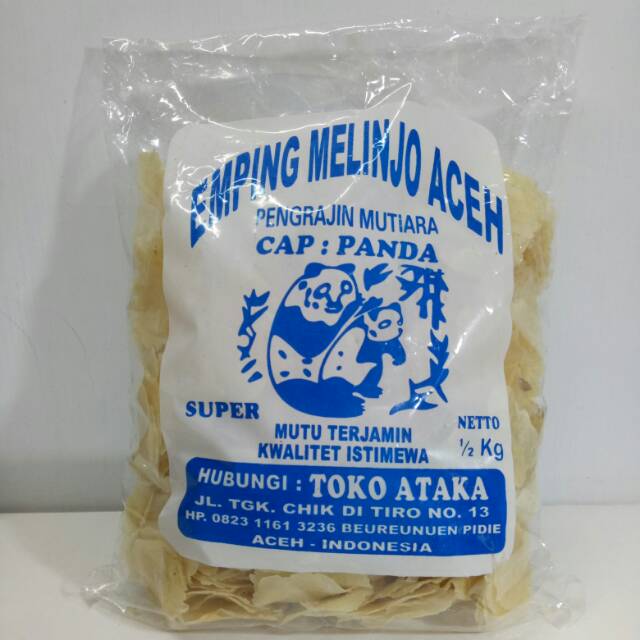 EMPING MELINJO ACEH
PENGRAJIN MUTIARA
CAP : PANDA
SUPER
MUTU TERJAMIN
KWALITET ISTIMEWA
NETTO
½ Kg
HUBUNGI : TOKO ATAKA
JL. TGK. CHIK DI TIRO NO. 13
HP. 0823 1161 3236 BEUREUNUEN PIDIE
ACEH - INDONESIA